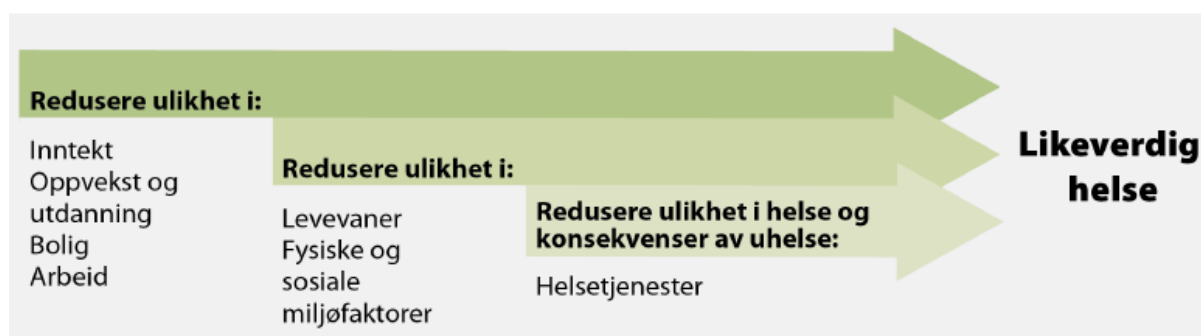 Redusere ulikhet i:
Inntekt
Oppvekst og
utdanning
Bolig
Arbeid
Redusere ulikhet i:
Levevaner
Fysiske og
sosiale
miljøfaktorer
Redusere ulikhet i helse og
konsekvenser av uhelse:
Helsetjenester
Likeverdig
helse